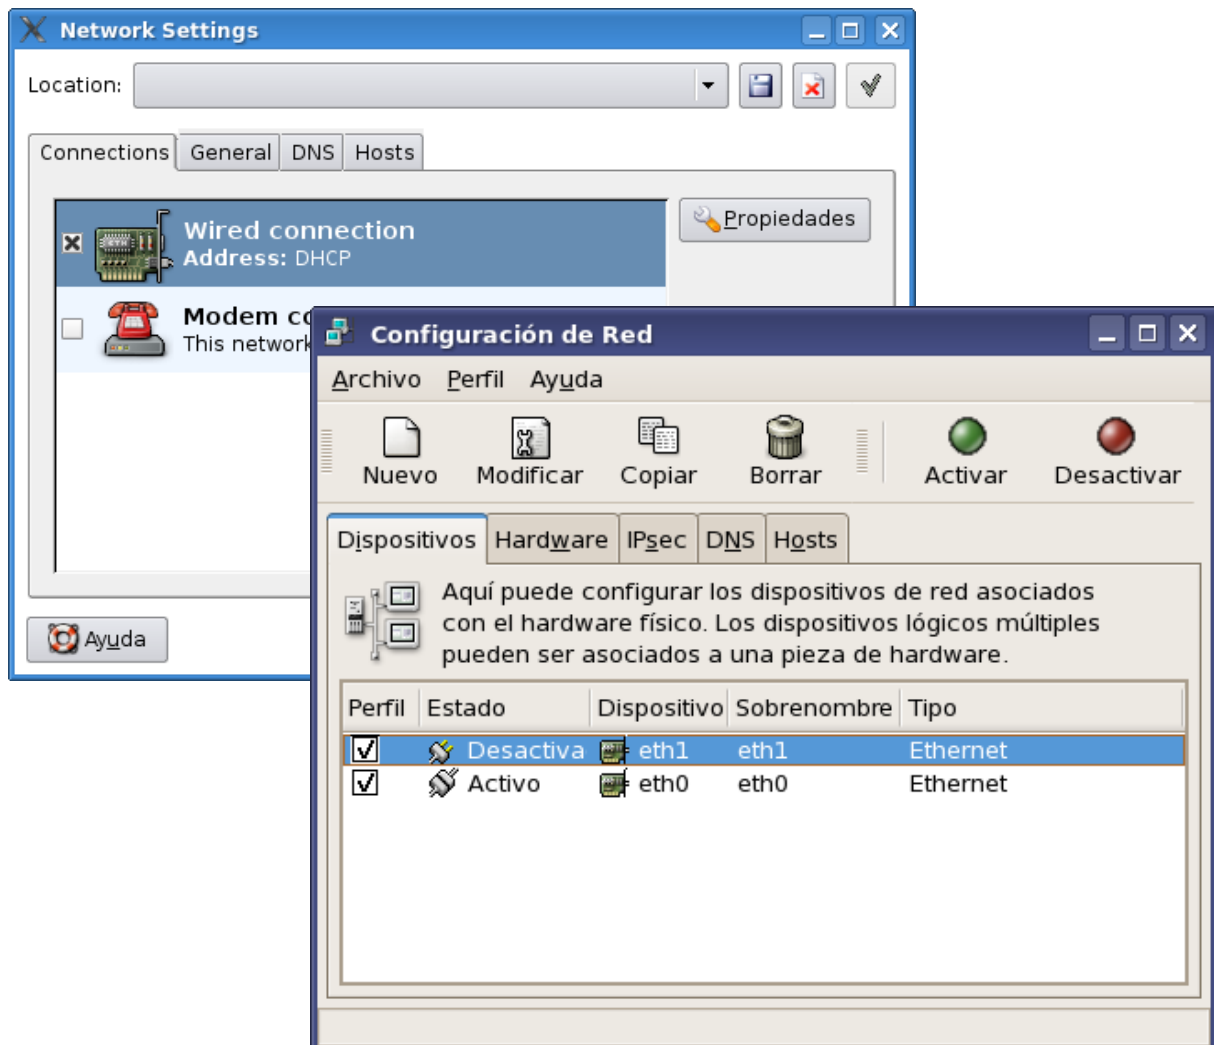 Network Settings
Location:
Connections General DNS Hosts
Wired connection
Address: DHCP
Propiedades
Modem
This network
Ayuda
Configuración de Red
Archivo Perfil Ayuda
Nuevo Modificar Copiar Borrar Activar Desactivar
Dispositivos Hardware IPsec DNS Hosts
Aquí puede configurar los dispositivos de red asociados
con el hardware físico. Los dispositivos lógicos múltiples
pueden ser asociados a una pieza de hardware.
Perfil Estado Dispositivo Sobrenombre Tipo
Desactiva eth1 eth1 Ethernet
Activo eth0 eth0 Ethernet